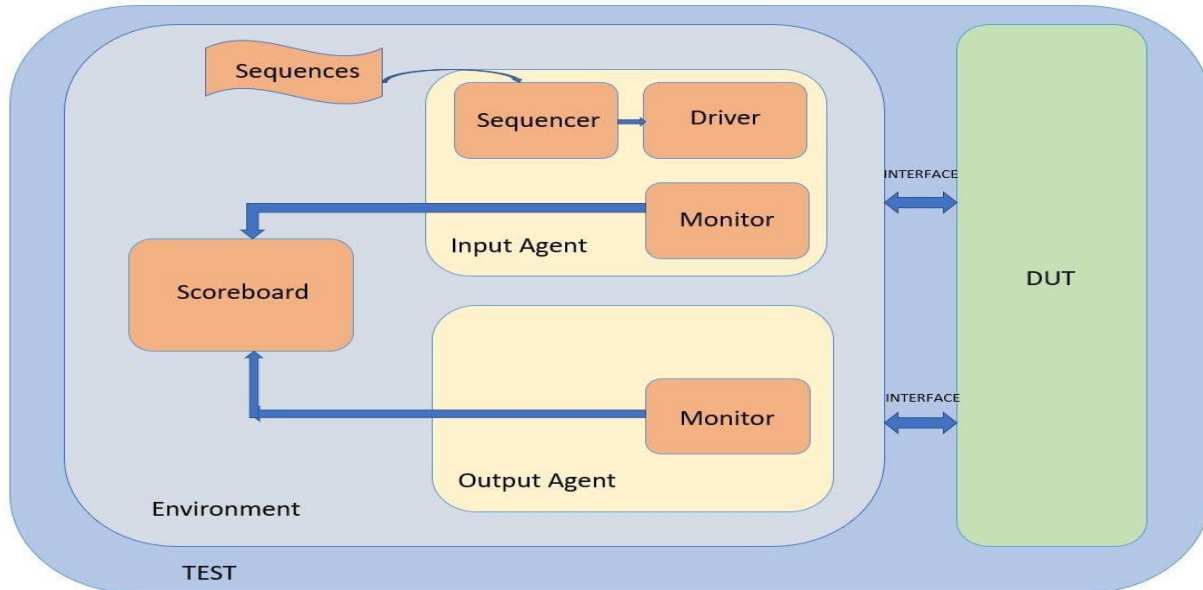 Sequences
Sequencer
Driver
INTERFACE
Monitor
Input Agent
Scoreboard
DUT
INTERFACE
Monitor
Output Agent
Environment
TEST